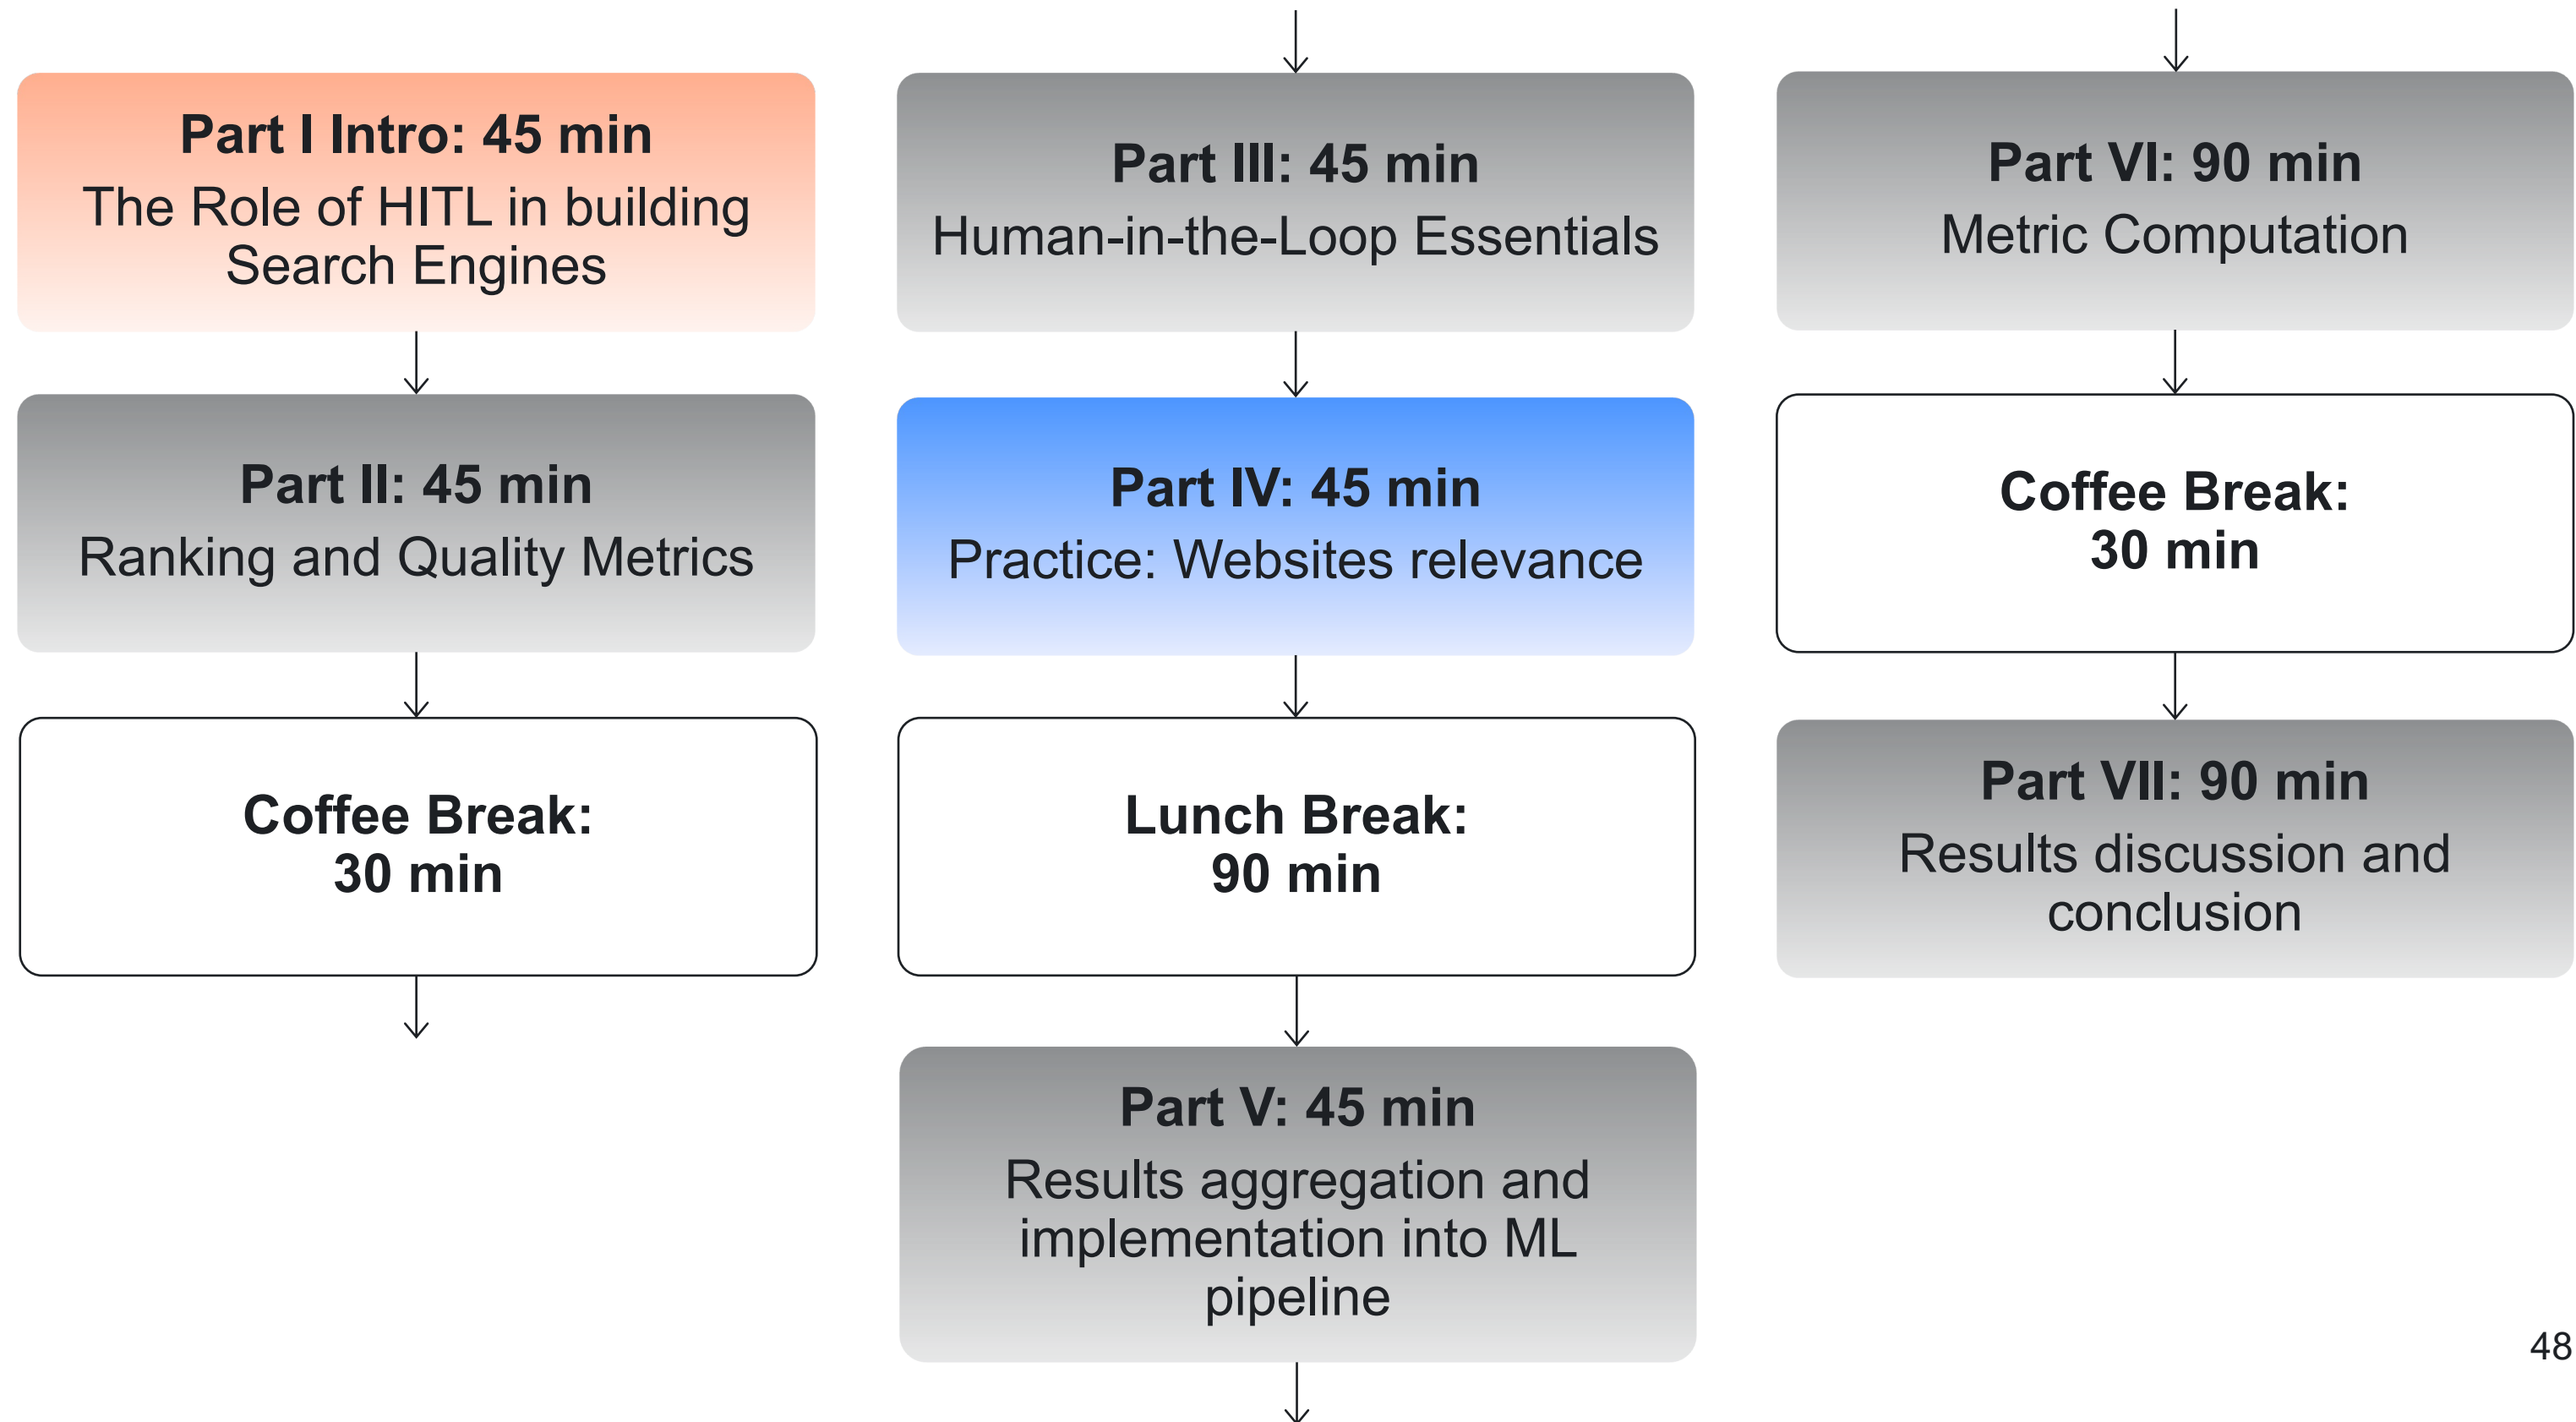 Part I Intro: 45 min
The Role of HITL in building
Search Engines
Part II: 45 min
Ranking and Quality Metrics
Coffee Break:
30 min
Part III: 45 min
Human-in-the-Loop Essentials
Part IV: 45 min
Practice: Websites relevance
Lunch Break:
90 min
Part V: 45 min
Results aggregation and
implementation into ML
pipeline
Part VI: 90 min
Metric Computation
Coffee Break:
30 min
Part VII: 90 min
Results discussion and
conclusion
48